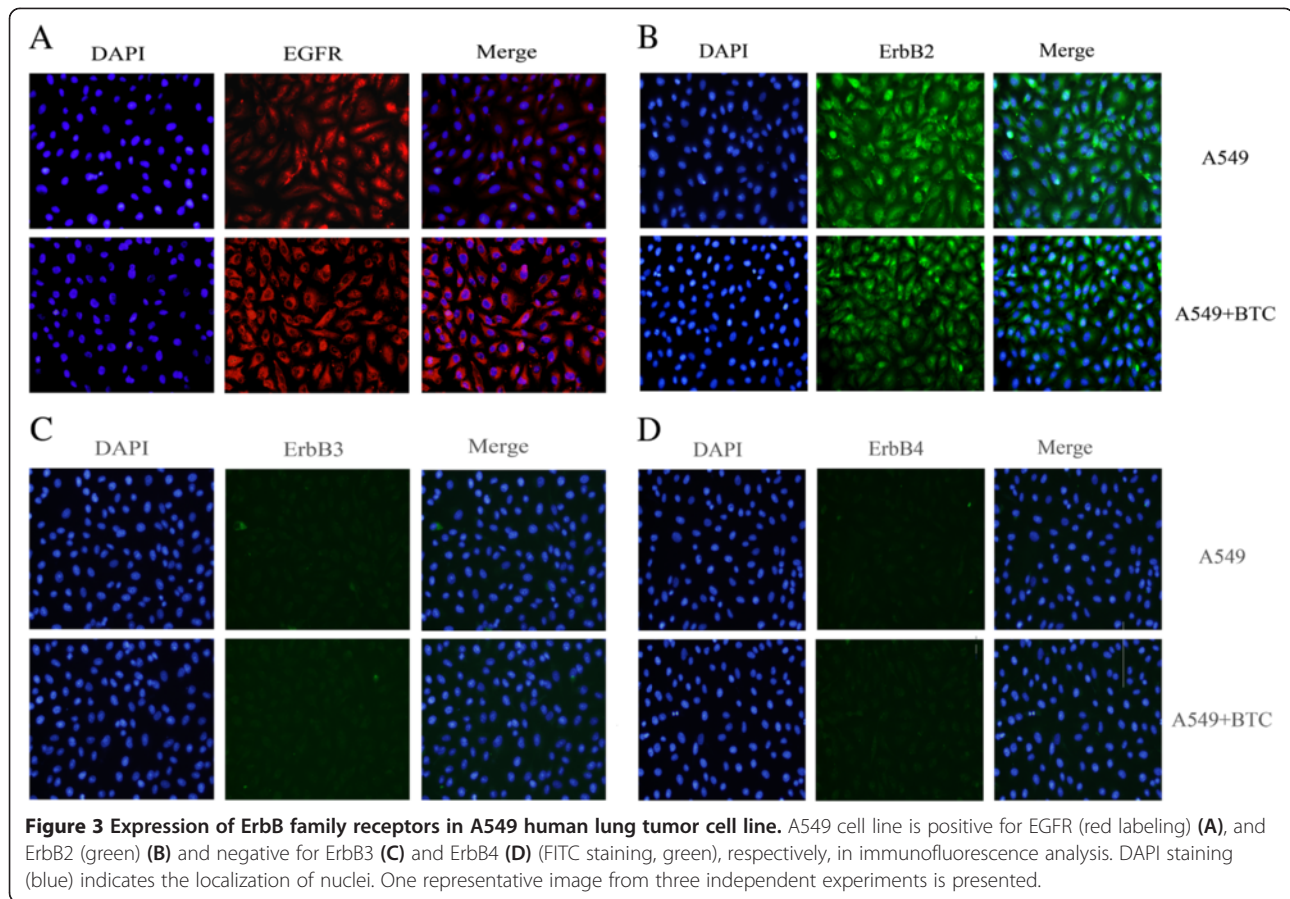 A
DAPI EGFR Merge
B
DAPI ErbB2 Merge
A549
A549+BTC
C
DAPI ErbB3 Merge
D
DAPI ErbB4 Merge
A549
A549+BTC
Figure 3 Expression of ErbB family receptors in A549 human lung tumor cell line. A549 cell line is positive for EGFR (red labeling) (A), and
ErbB2 (green) (B) and negative for ErbB3 (C) and ErbB4 (D) (FITC staining, green), respectively, in immunofluorescence analysis. DAPI staining
(blue) indicates the localization of nuclei. One representative image from three independent experiments is presented.